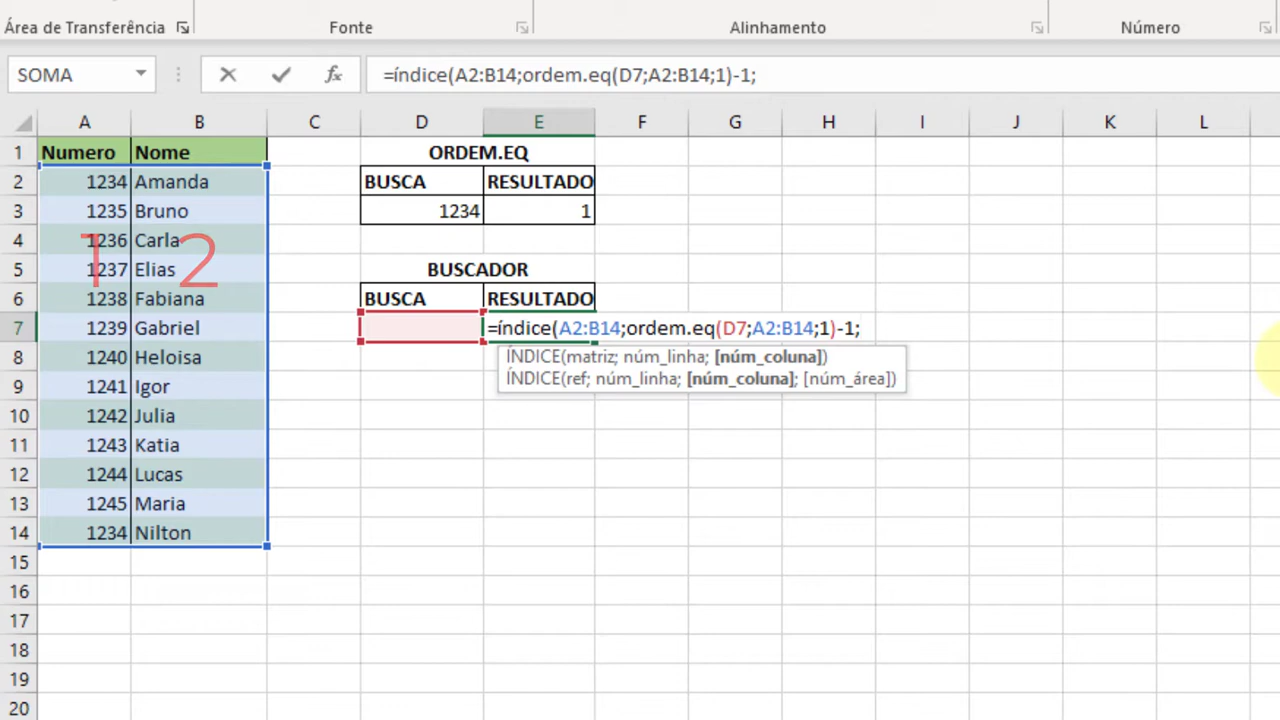 Área de Transferência Fonte Alinhamento Número
SOMA =índice(A2:B14;ordem.eq(D7;A2:B14;1)-1;
A B C D E F G H I J K L
1 Numero Nome ORDEM.EQ
2 1234 Amanda BUSCA RESULTADO
3 1235 Bruno 1234 1
4 1236 Carla
1 2
5 1237 Elias BUSCADOR
6 1238 Fabiana BUSCA RESULTADO
7 1239 Gabriel =índice(A2:B14;ordem.eq(D7;A2:B14;1)-1;
8 1240 Heloisa ÍNDICE(matriz; núm_linha; [núm_coluna])
9 1241 Igor ÍNDICE(ref; núm_linha; [núm_coluna]; [núm_área])
10 1242 Julia
11 1243 Katia
12 1244 Lucas
13 1245 Maria
14 1234 Nilton
15
16
17
18
19
20